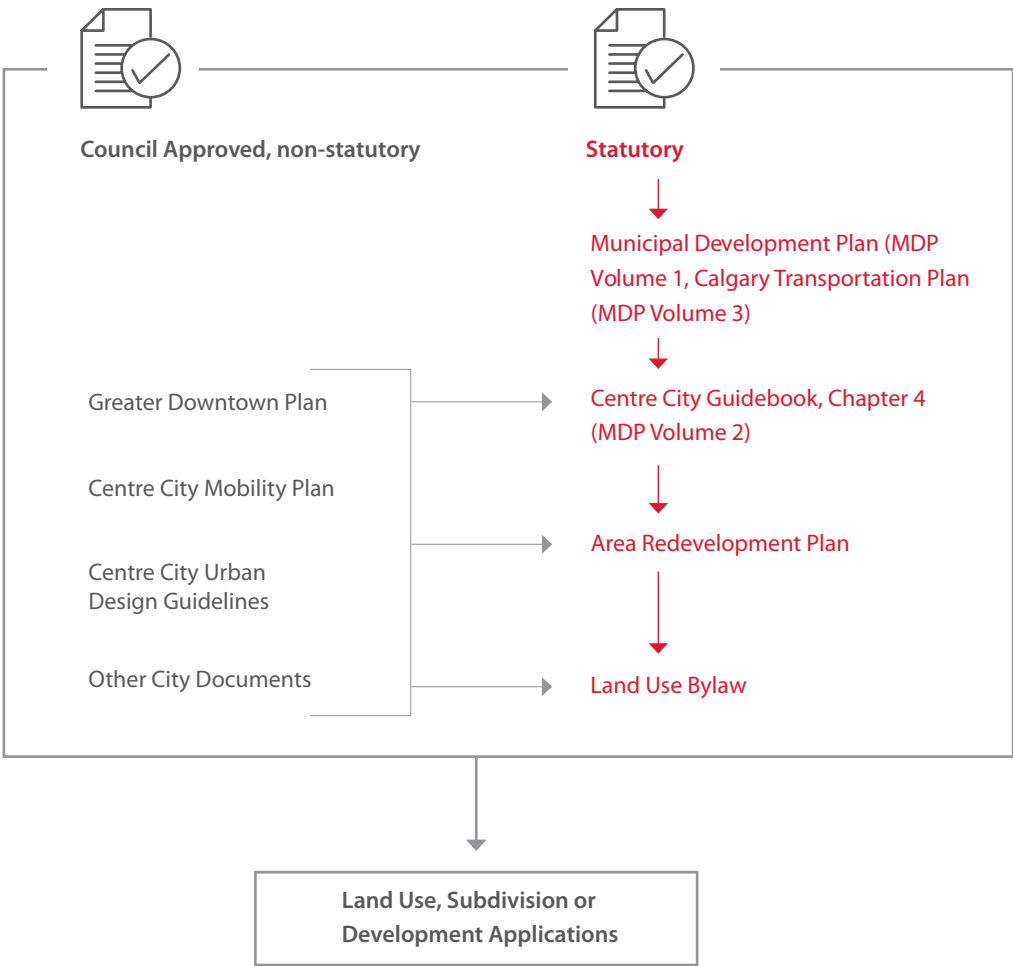 Council Approved, non-statutory
Statutory
Municipal Development Plan (MDP
Volume 1, Calgary Transportation Plan
(MDP Volume 3)
Greater Downtown Plan
Centre City Guidebook, Chapter 4
(MDP Volume 2)
Centre City Mobility Plan
Area Redevelopment Plan
Centre City Urban
Design Guidelines
Other City Documents
Land Use Bylaw
Land Use, Subdivision or
Development Applications